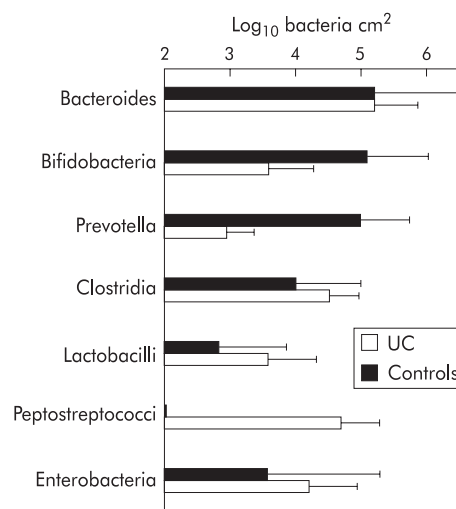 Log₁₀ bacteria cm²
2 3 4 5 6
Bacteroides
Bifidobacteria
Prevotella
Clostridia
Lactobacilli
Peptostreptococci
Enterobacteria
UC
Controls